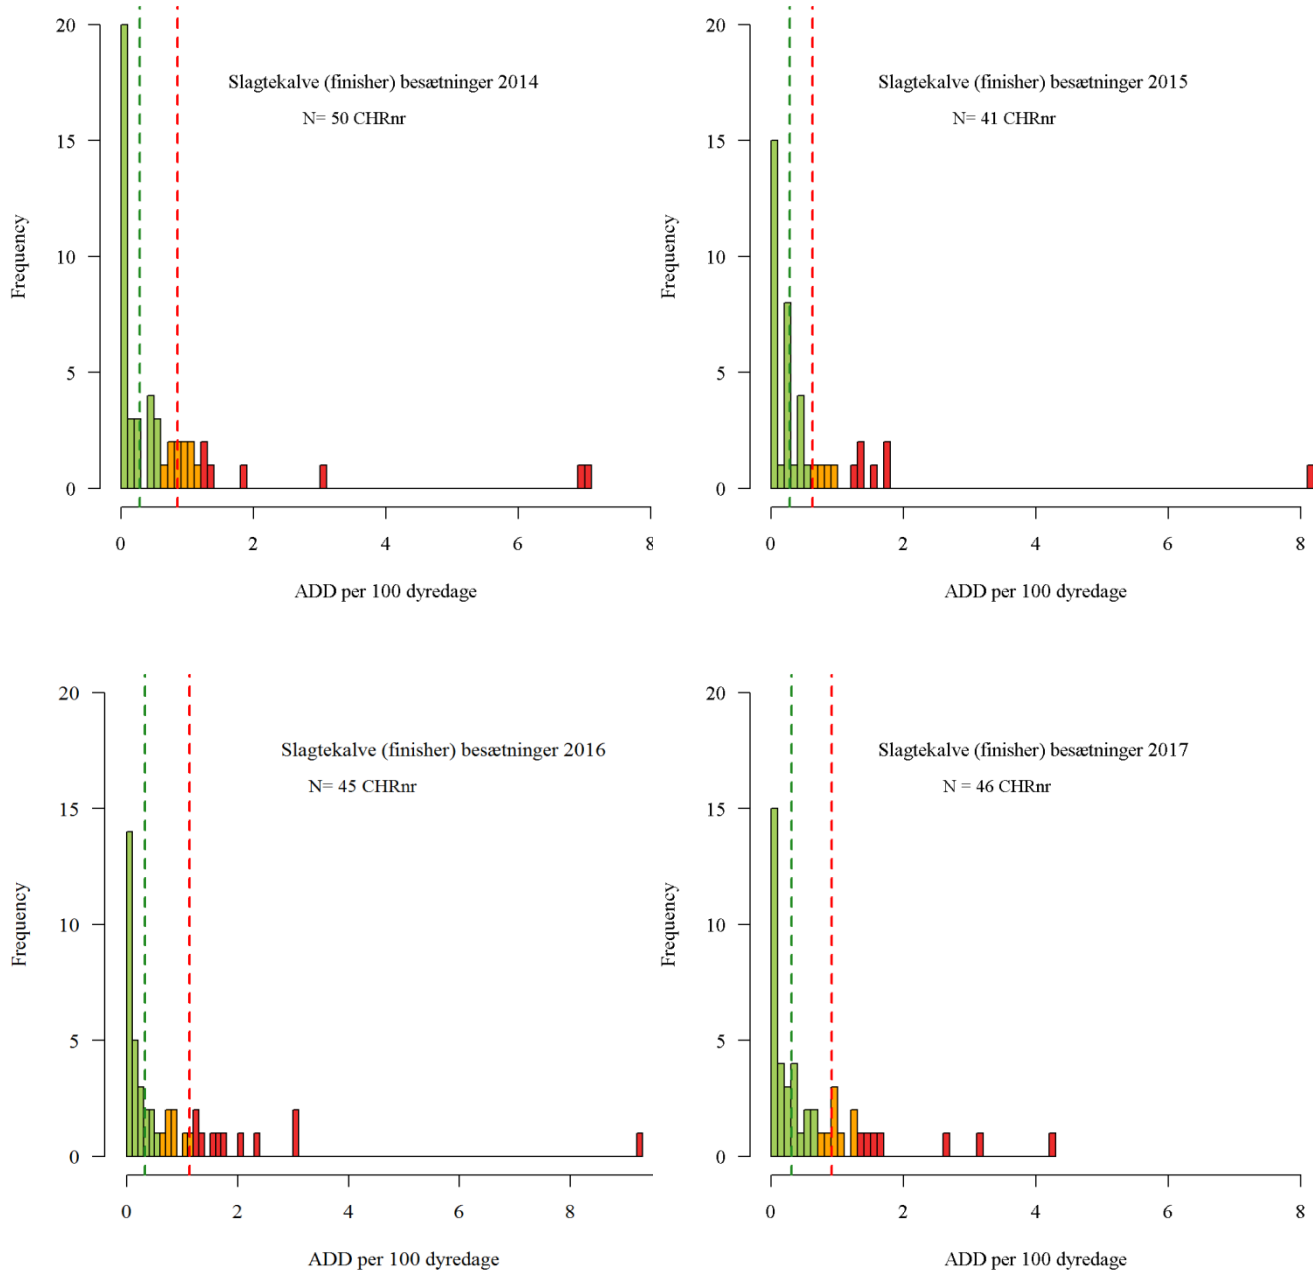 Slagtekalve (finisher) besætninger 2014
N= 50 CHRnr
Frequency
20
15
10
5
0
0 2 4 6 8
ADD per 100 dyredage
Slagtekalve (finisher) besætninger 2015
N= 41 CHRnr
Frequency
20
15
10
5
0
0 2 4 6 8
ADD per 100 dyredage
Slagtekalve (finisher) besætninger 2016
N= 45 CHRnr
Frequency
20
15
10
5
0
0 2 4 6 8
ADD per 100 dyredage
Slagtekalve (finisher) besætninger 2017
N = 46 CHRnr
Frequency
20
15
10
5
0
0 2 4 6 8
ADD per 100 dyredage